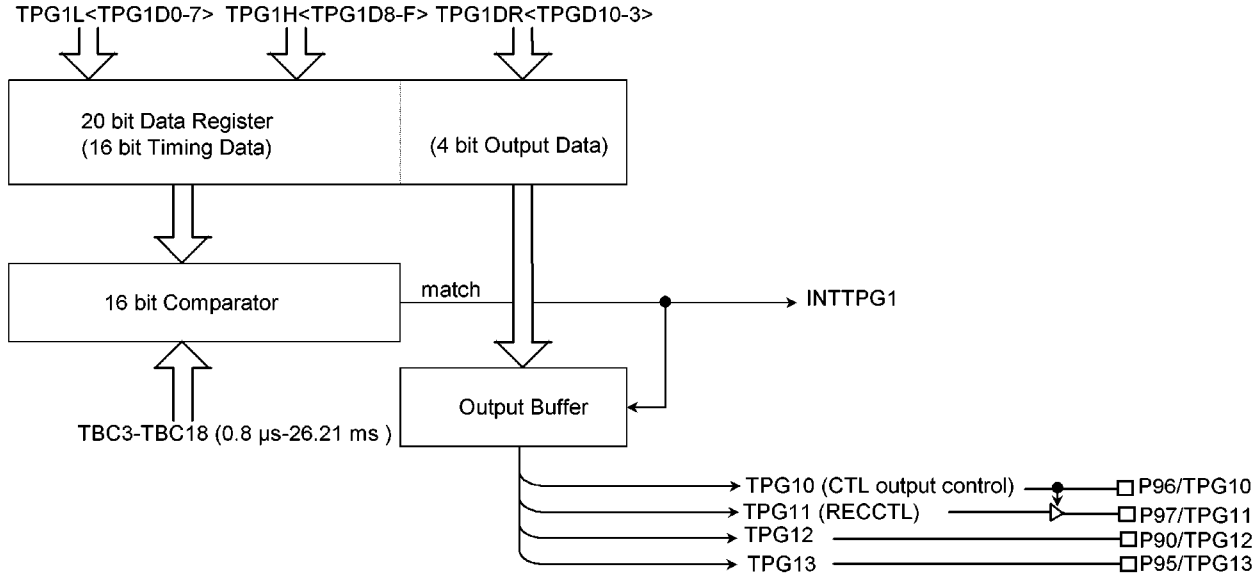 TPG1L<TPG1D0-7> TPG1H<TPG1D8-F> TPG1DR<TPGD10-3>
20 bit Data Register
(16 bit Timing Data)
(4 bit Output Data)
16 bit Comparator
match
INTTPG1
Output Buffer
TBC3-TBC18 (0.8 µs-26.21 ms )
TPG10 (CTL output control)
P96/TPG10
TPG11 (RECCTL)
P97/TPG11
TPG12
P90/TPG12
TPG13
P95/TPG13